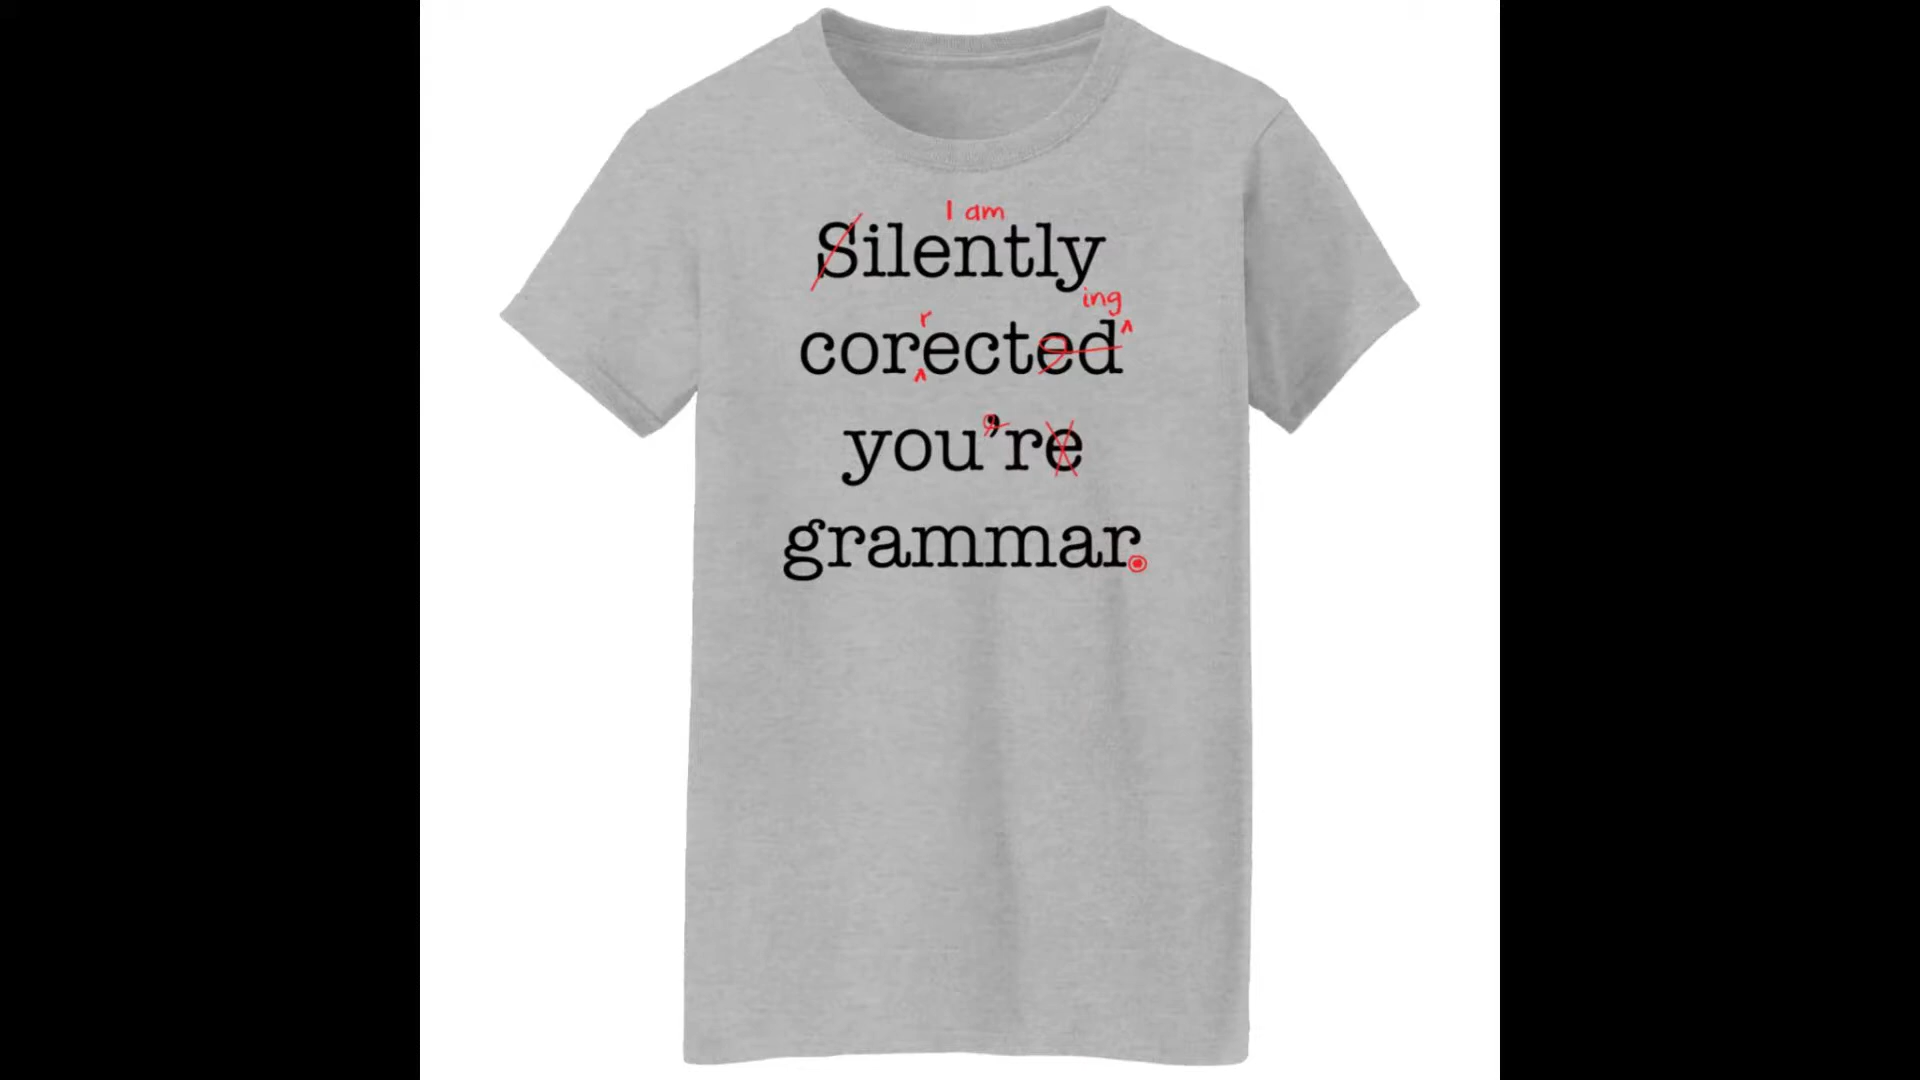 I am
Silently
ing
r
corected
^
^
you're
grammar.